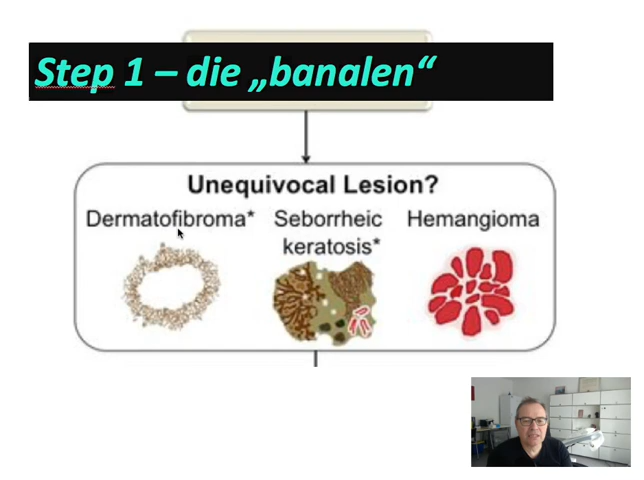 Step 1 – die „banalen“
Unequivocal Lesion?
Dermatofibroma* Seborrheic keratosis* Hemangioma